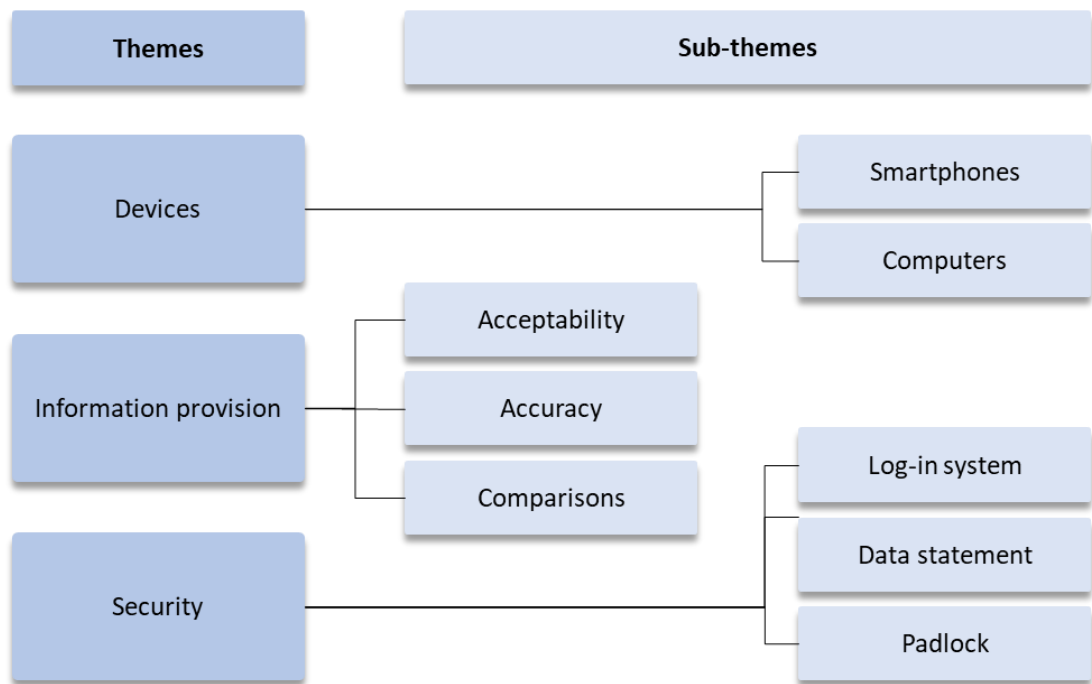 Themes
Sub-themes
Devices
Smartphones
Computers
Information provision
Acceptability
Accuracy
Comparisons
Security
Log-in system
Data statement
Padlock